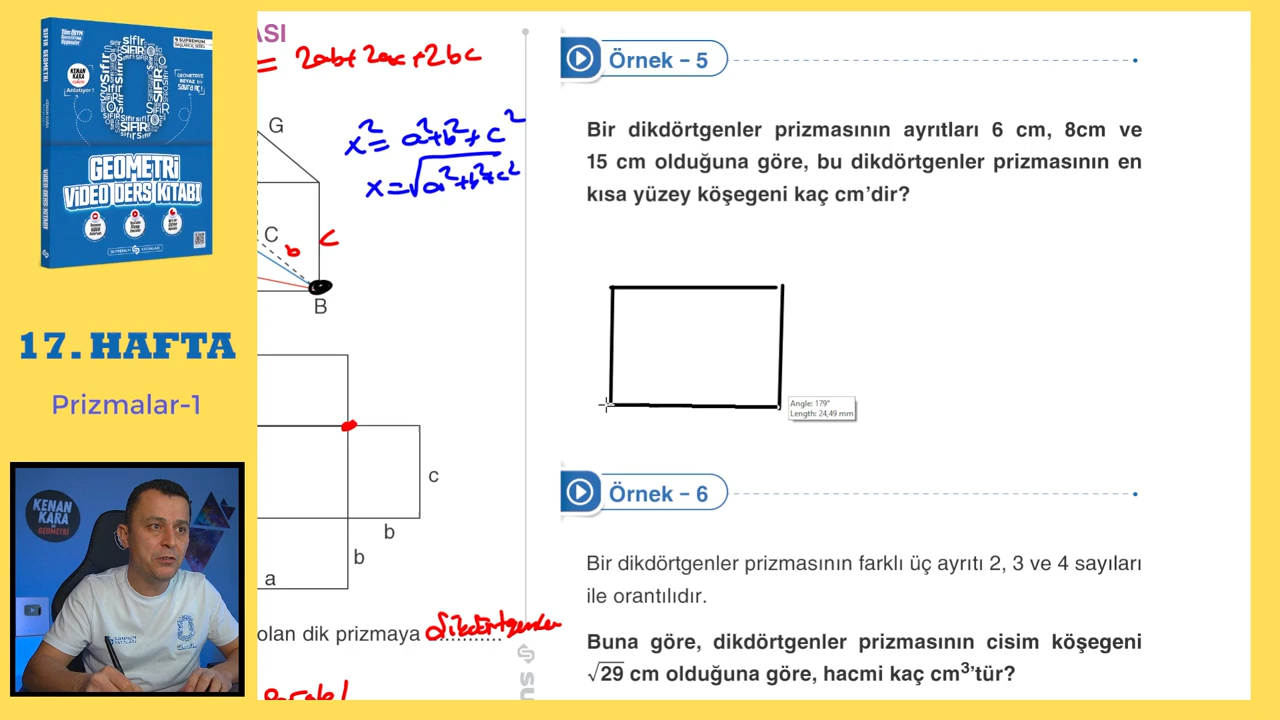 SIFIR
GEOMETRİ
VİDEO DERS KİTABI
17. HAFTA
Prizmalar-1
KENAN
KARA
ile GEOMETRİ
ASI
= 2ab+2ac+2bc
G
x² = a²+b²+c²
x=√a²+b²+c²
C
b
c
B
c
b
b
a
olan dik prizmaya dikdörtgenler
Örnek – 5
Bir dikdörtgenler prizmasının ayrıtları 6 cm, 8cm ve
15 cm olduğuna göre, bu dikdörtgenler prizmasının en
kısa yüzey köşegeni kaç cm’dir?
Angle: 179°
Length: 24,49 mm
Örnek – 6
Bir dikdörtgenler prizmasının farklı üç ayrıtı 2, 3 ve 4 sayıları
ile orantılıdır.
Buna göre, dikdörtgenler prizmasının cisim köşegeni
√29 cm olduğuna göre, hacmi kaç cm³’tür?